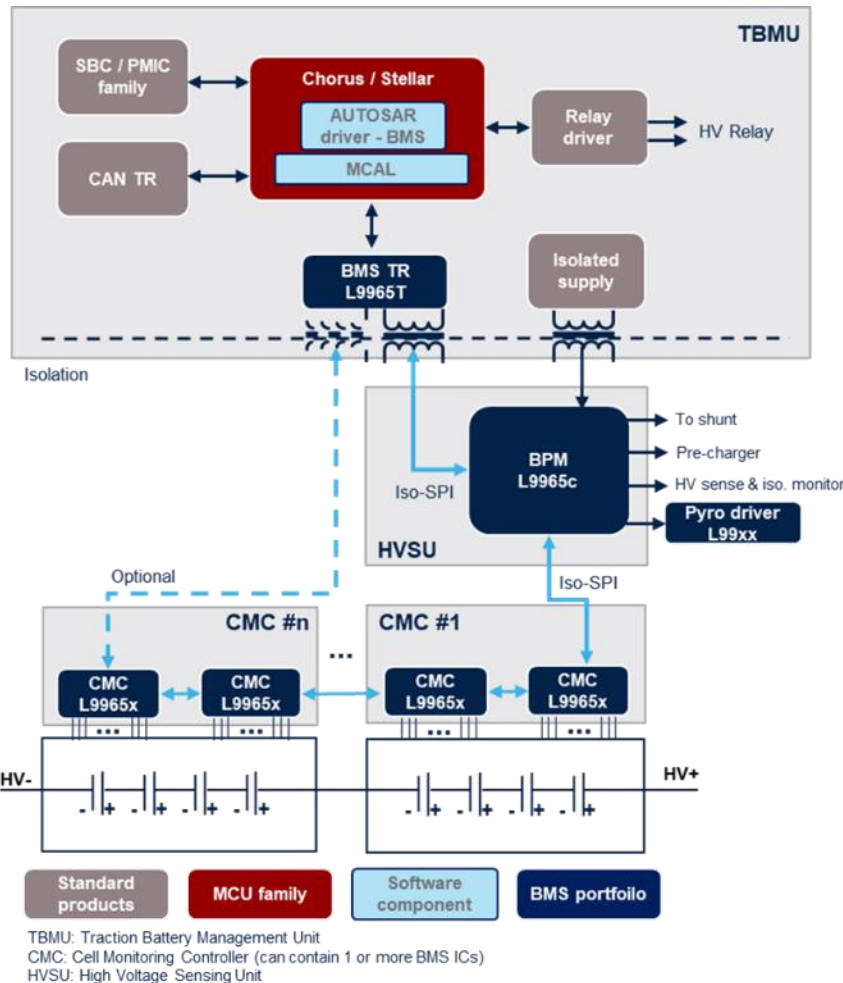 TBMU
SBC / PMIC
family
Chorus / Stellar
AUTOSAR
driver - BMS
MCAL
Relay
driver
HV Relay
CAN TR
BMS TR
L9965T
Isolated
supply
Isolation
BPM
L9965c
To shunt
Pre-charger
HV sense & iso. monitor
Pyro driver
L99xx
Iso-SPI
HVSU
Optional
Iso-SPI
CMC #n
...
CMC #1
CMC
L9965x
CMC
L9965x
CMC
L9965x
CMC
L9965x
...
...
...
...
HV-
HV+
- + - + - + - +
- + - + - + - +
Standard
products
MCU family
Software
component
BMS portfoilo
TBMU: Traction Battery Management Unit
CMC: Cell Monitoring Controller (can contain 1 or more BMS ICs)
HVSU: High Voltage Sensing Unit